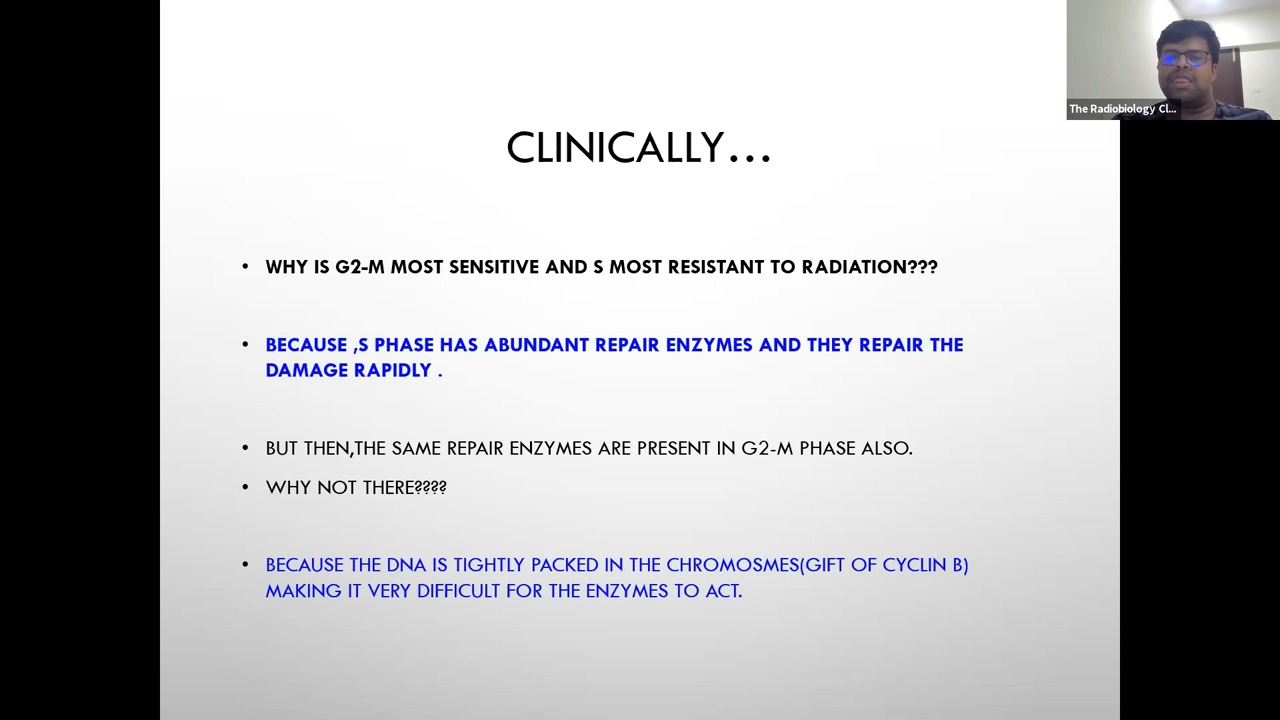 The Radiobiology Cl...
CLINICALLY...
• WHY IS G2-M MOST SENSITIVE AND S MOST RESISTANT TO RADIATION???
• BECAUSE ,S PHASE HAS ABUNDANT REPAIR ENZYMES AND THEY REPAIR THE
DAMAGE RAPIDLY .
• BUT THEN,THE SAME REPAIR ENZYMES ARE PRESENT IN G2-M PHASE ALSO.
• WHY NOT THERE????
• BECAUSE THE DNA IS TIGHTLY PACKED IN THE CHROMOSMES(GIFT OF CYCLIN B)
MAKING IT VERY DIFFICULT FOR THE ENZYMES TO ACT.